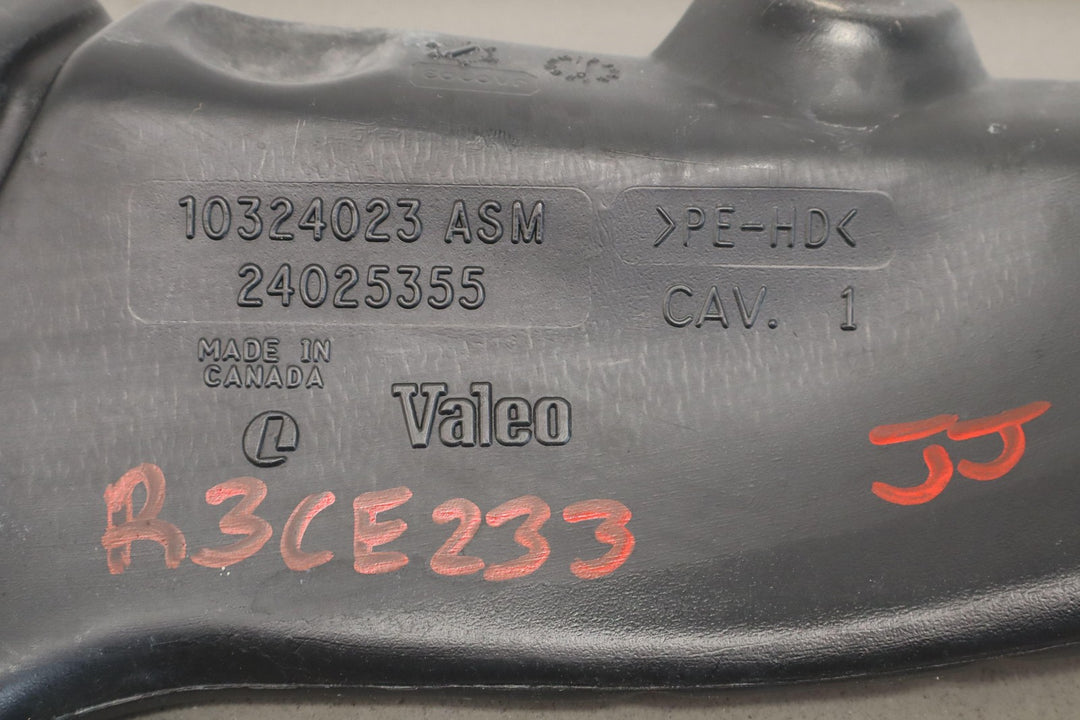 10324023 ASM
24025355
>PE-HD<
CAV. 1
MADE IN
CANADA
L
Valeo
JJ
R3CE233